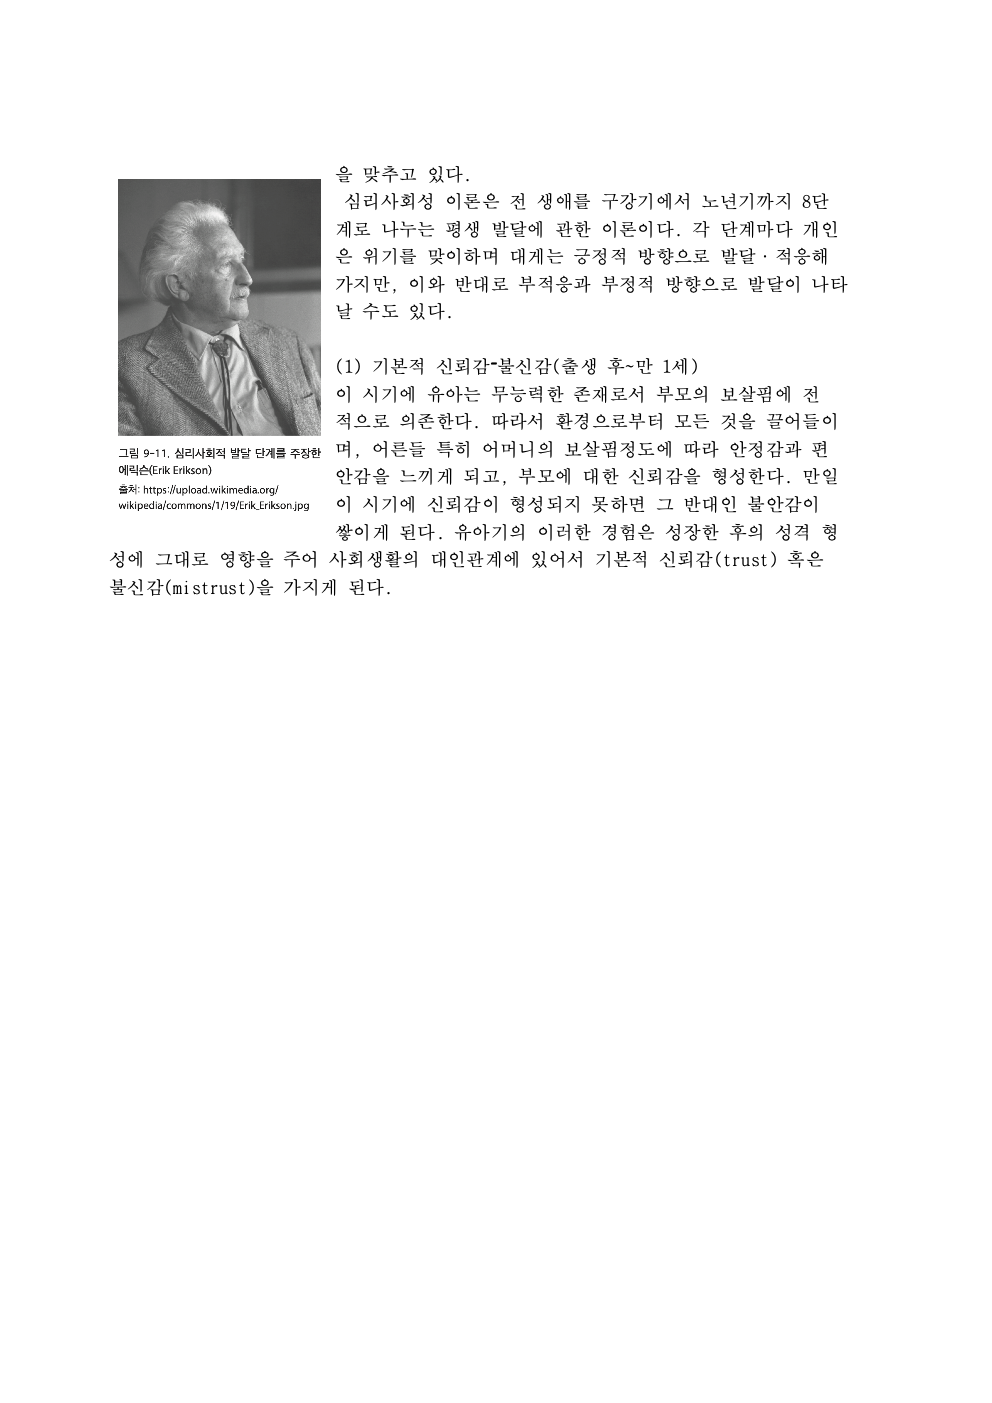 을 맞추고 있다.
심리사회성 이론은 전 생애를 구강기에서 노년기까지 8단
계로 나누는 평생 발달에 관한 이론이다. 각 단계마다 개인
은 위기를 맞이하며 대게는 긍정적 방향으로 발달·적응해
가지만, 이와 반대로 부적응과 부정적 방향으로 발달이 나타
날 수도 있다.
(1) 기본적 신뢰감-불신감(출생 후~만 1세)
이 시기에 유아는 무능력한 존재로서 부모의 보살핌에 전
적으로 의존한다. 따라서 환경으로부터 모든 것을 끌어들이
며, 어른들 특히 어머니의 보살핌정도에 따라 안정감과 편
안감을 느끼게 되고, 부모에 대한 신뢰감을 형성한다. 만일
이 시기에 신뢰감이 형성되지 못하면 그 반대인 불안감이
쌓이게 된다. 유아기의 이러한 경험은 성장한 후의 성격 형
성에 그대로 영향을 주어 사회생활의 대인관계에 있어서 기본적 신뢰감(trust) 혹은
불신감(mistrust)을 가지게 된다.
그림 9-11. 심리사회적 발달 단계를 주장한
에릭슨(Erik Erikson)
출처: https://upload.wikimedia.org/
wikipedia/commons/1/19/Erik_Erikson.jpg